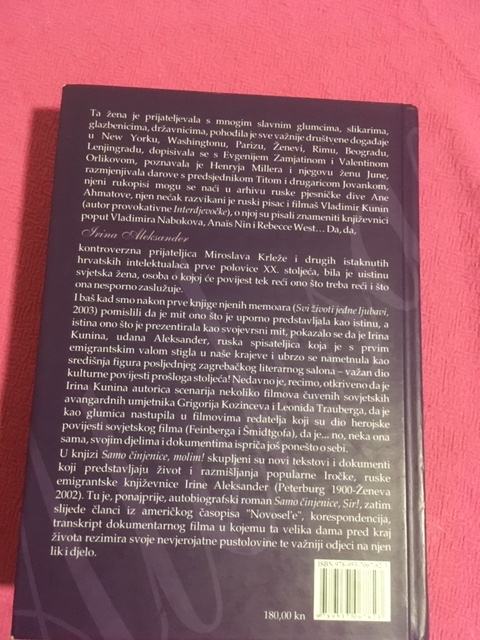 Ta žena je prijateljevala s mnogim slavnim glumcima, slikarima,
glazbenicima, državnicima, pohodila je sve važnije društvene događaje
u New Yorku, Washingtonu, Parizu, Ženevi, Rimu, Beogradu,
Lenjingradu, dopisivala se s Evgenijem Zamjatinom i Valentinom
Orlikovom, poznavala je Henryja Millera i njegovu ženu June,
razmjenjivala darove s predsjednikom Titom i drugaricom Jovankom,
njeni rukopisi mogu se naći u arhivu ruske pjesničke dive Ane
Ahmatove, njen nećak razvikani je ruski pisac i filmaš Vladimir Kunin
(autor provokativne Interdjevočke), o njoj su pisali znameniti književnici
poput Vladimira Nabokova, Anaïs Nin i Rebecce West... Da, da,
Irina Aleksander
kontroverzna prijateljica Miroslava Krleže i drugih istaknutih
hrvatskih intelektualaca prve polovice XX. stoljeća, bila je uistinu
svjetska žena, osoba o kojoj će povijest tek reći ono što treba reći i što
ona nesporno zaslužuje.
I baš kad smo nakon prve knjige njenih memoara (Svi životi jedne ljubavi,
2003) pomislili da je mit ono što je uporno predstavljala kao istinu, a
istina ono što je prezentirala kao svojevrsni mit, pokazalo se da je Irina
Kunina, udana Aleksander, ruska spisateljica koja je s prvim
emigrantskim valom stigla u naše krajeve i ubrzo se nametnula kao
središnja figura posljednjeg zagrebačkog literarnog salona – važan dio
kulturne povijesti prošloga stoljeća! Nedavno je, recimo, otkriveno da je
Irina Kunina autorica scenarija nekoliko filmova čuvenih sovjetskih
avangardnih umjetnika Grigorija Kozinceva i Leonida Trauberga, da je
kao glumica nastupila u filmovima redatelja koji su dio herojske
povijesti sovjetskog filma (Feinberga i Šmidtgofa), da je... no, neka ona
sama, svojim djelima i dokumentima ispriča još ponešto o sebi.
U knjizi Samo činjenice, molim! skupljeni su novi tekstovi i dokumenti
koji predstavljaju život i razmišljanja popularne Iročke, ruske
emigrantske književnice Irine Aleksander (Peterburg 1900-Ženeva
2002). Tu je, ponajprije, autobiografski roman Samo činjenice, Sir!, zatim
slijede članci iz američkog časopisa "Novosel'e", korespondencija,
transkript dokumentarnog filma u kojemu ta velika dama pred kraj
života rezimira svoje nevjerojatne pustolovine te važniji odjeci na njen
lik i djelo.
180,00 kn